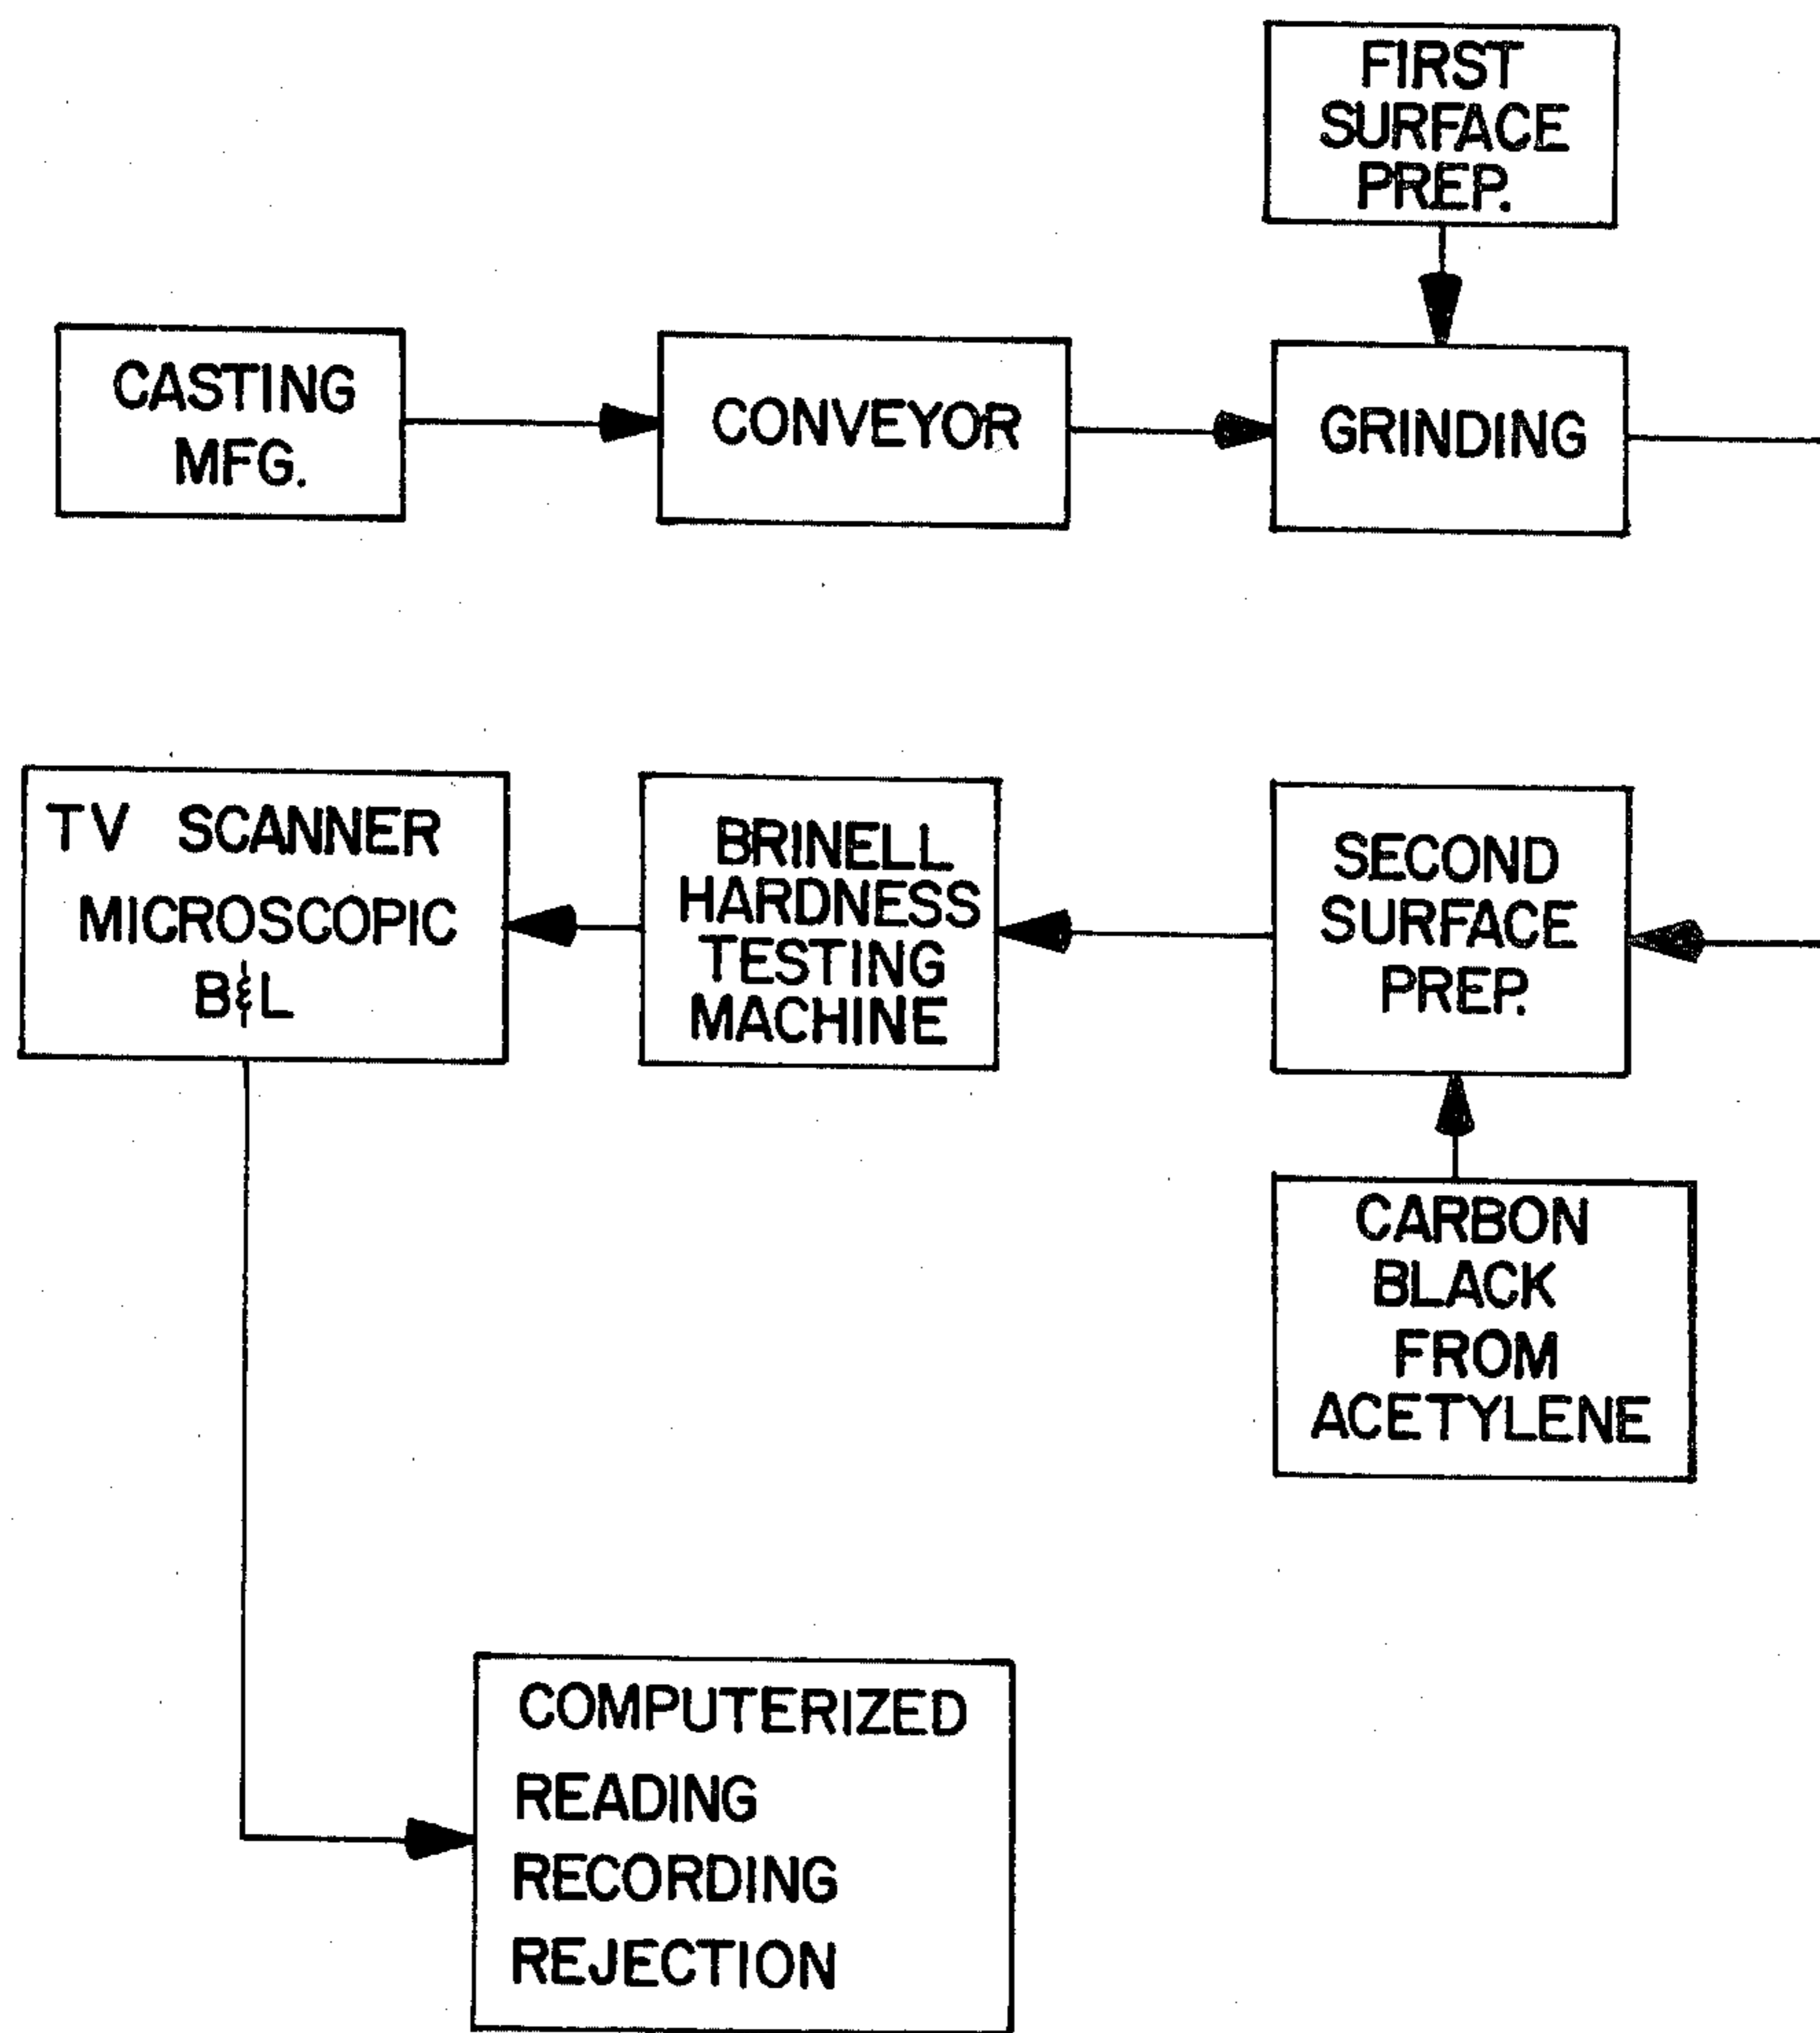 FIRST
SURFACE
PREP.
CASTING
MFG.
CONVEYOR
GRINDING
TV SCANNER
MICROSCOPIC
B&L
BRINELL
HARDNESS
TESTING
MACHINE
SECOND
SURFACE
PREP.
CARBON
BLACK
FROM
ACETYLENE
COMPUTERIZED
READING
RECORDING
REJECTION